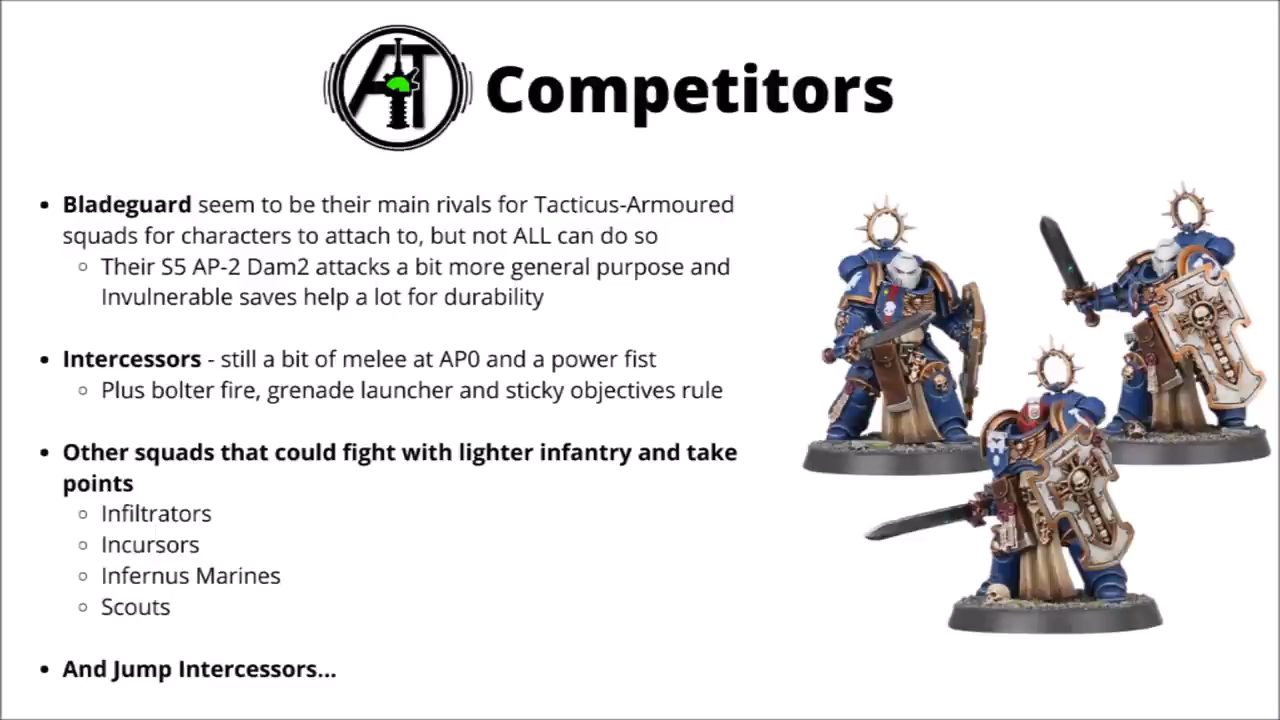 AT Competitors
Bladeguard seem to be their main rivals for Tacticus-Armoured
squads for characters to attach to, but not ALL can do so
Their S5 AP-2 Dam2 attacks a bit more general purpose and
Invulnerable saves help a lot for durability
Intercessors - still a bit of melee at AP0 and a power fist
Plus bolter fire, grenade launcher and sticky objectives rule
Other squads that could fight with lighter infantry and take
points
Infiltrators
Incursors
Infernus Marines
Scouts
And Jump Intercessors...